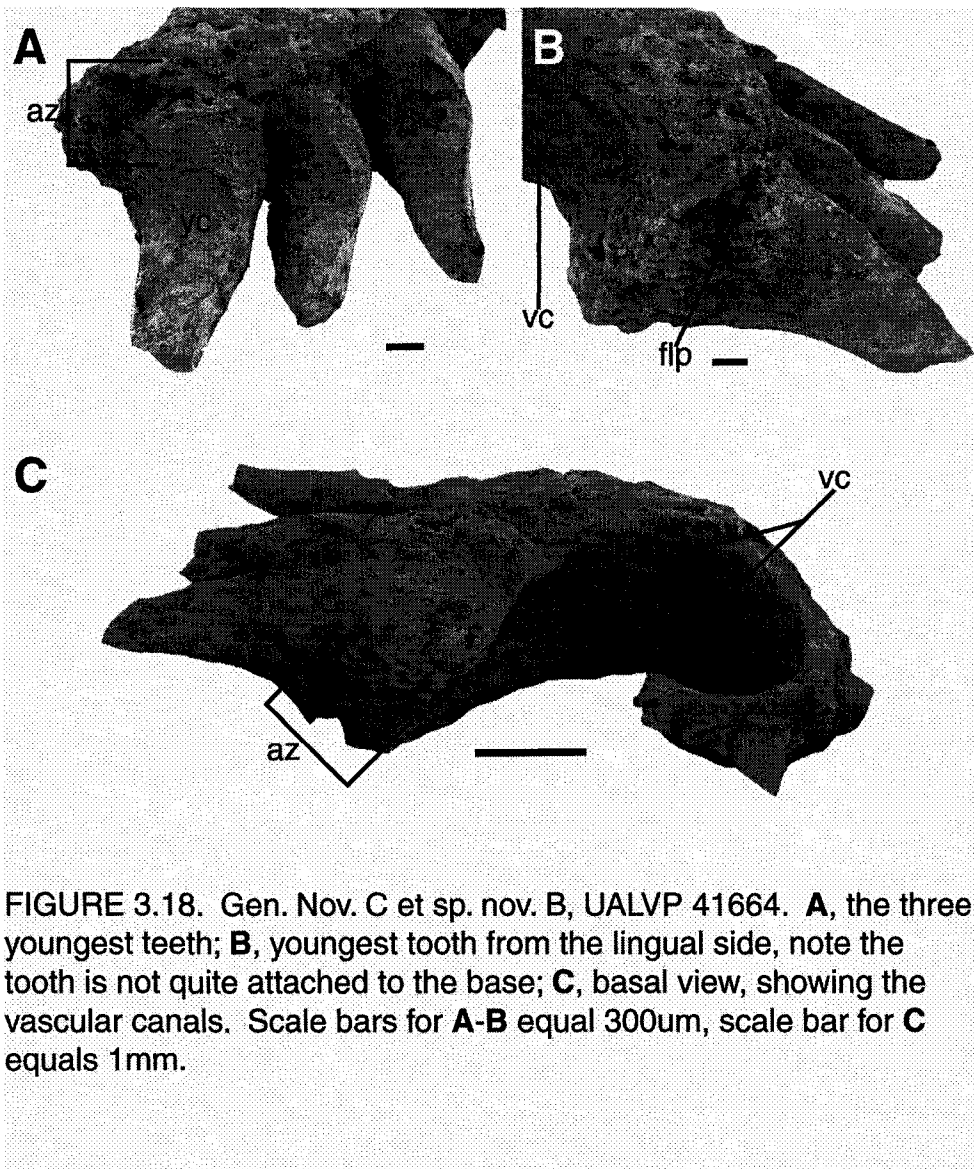 A
B
az
yc
vc
flp
C
vc
az
FIGURE 3.18. Gen. Nov. C et sp. nov. B, UALVP 41664. A, the three
youngest teeth; B, youngest tooth from the lingual side, note the
tooth is not quite attached to the base; C, basal view, showing the
vascular canals. Scale bars for A-B equal 300um, scale bar for C
equals 1mm.